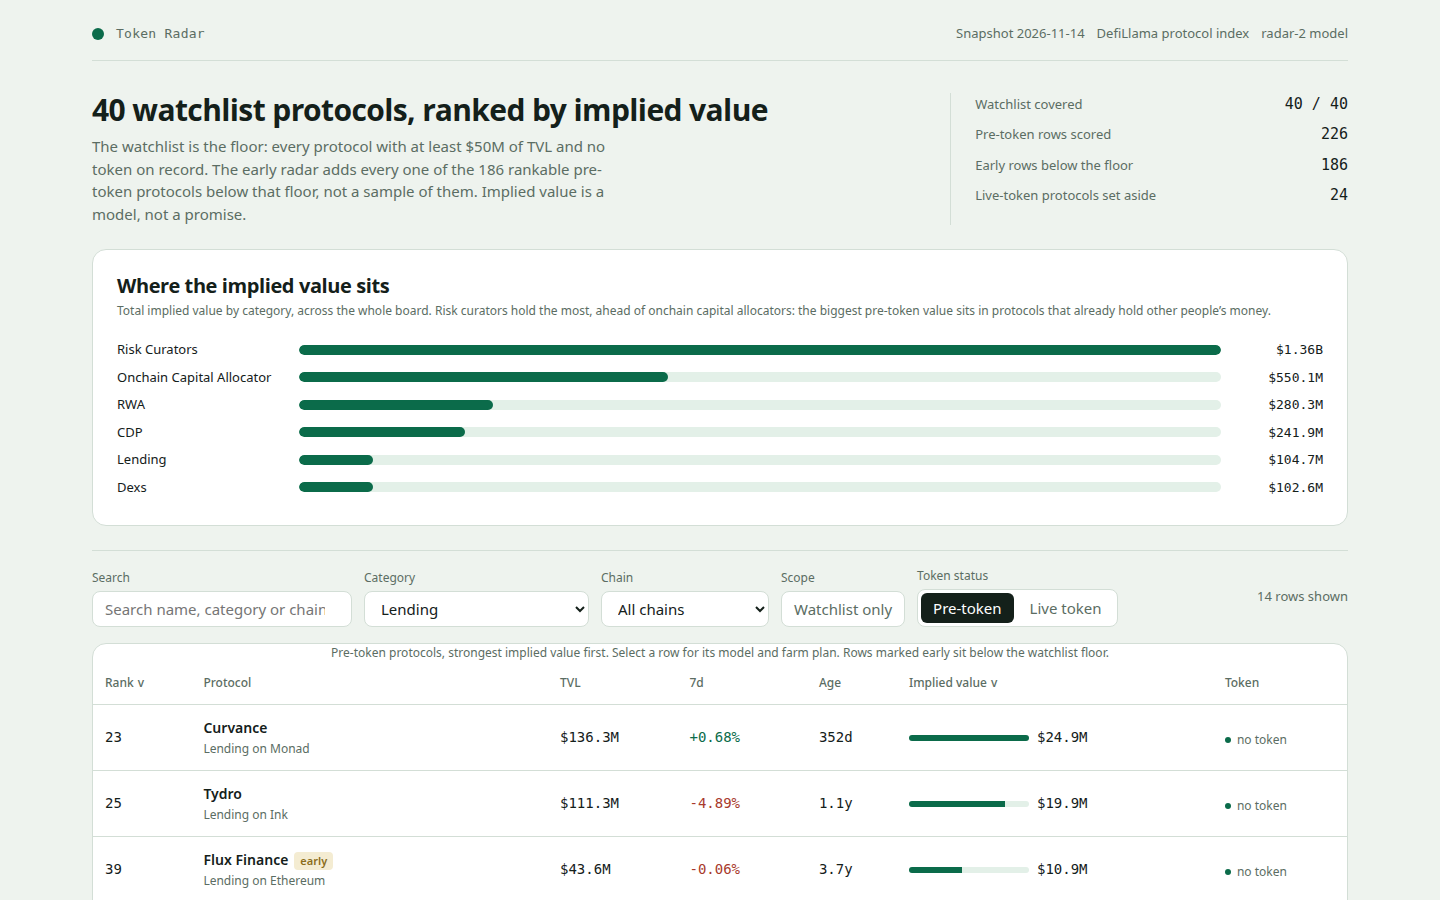 Token Radar
Snapshot 2026-11-14 DefiLlama protocol index radar-2 model
40 watchlist protocols, ranked by implied value
The watchlist is the floor: every protocol with at least $50M of TVL and no
token on record. The early radar adds every one of the 186 rankable pre-
token protocols below that floor, not a sample of them. Implied value is a
model, not a promise.
Watchlist covered 40 / 40
Pre-token rows scored 226
Early rows below the floor 186
Live-token protocols set aside 24
Where the implied value sits
Total implied value by category, across the whole board. Risk curators hold the most, ahead of onchain capital allocators: the biggest pre-token value sits in protocols that already hold other people's money.
Risk Curators $1.36B
Onchain Capital Allocator $550.1M
RWA $280.3M
CDP $241.9M
Lending $104.7M
Dexs $102.6M
Search Category Chain Scope Token status
Search name, category or chain Lending All chains Watchlist only Pre-token Live token 14 rows shown
Pre-token protocols, strongest implied value first. Select a row for its model and farm plan. Rows marked early sit below the watchlist floor.
Rank v Protocol TVL 7d Age Implied value v Token
23 Curvance $136.3M +0.68% 352d $24.9M no token
Lending on Monad
25 Tydro $111.3M -4.89% 1.1y $19.9M no token
Lending on Ink
39 Flux Finance early $43.6M -0.06% 3.7y $10.9M no token
Lending on Ethereum